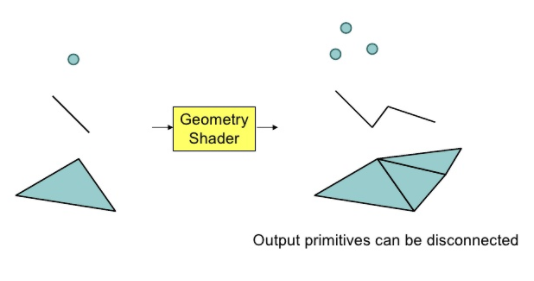 Geometry
Shader
Output primitives can be disconnected